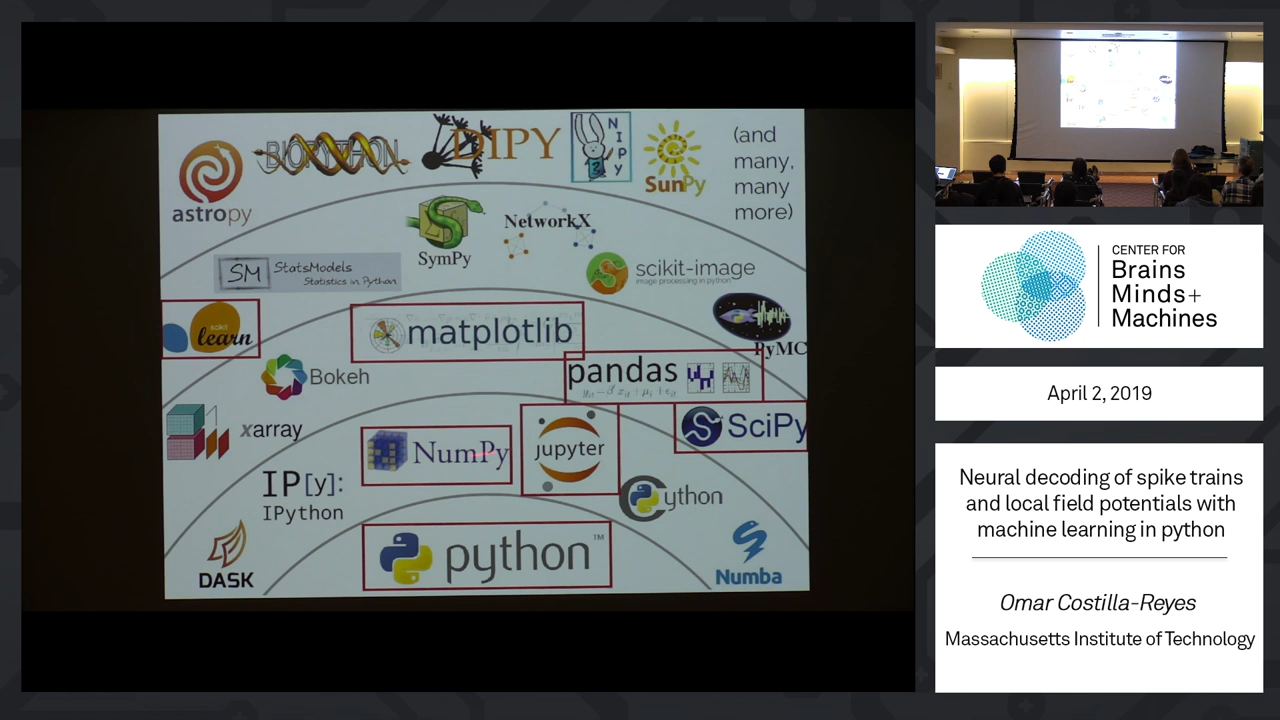 BIOPYTHON
DIPY
NIPY
SunPy
(and
many,
many
more)
astropy
SymPy
NetworkX
SM StatsModels
Statistics in Python
scikit-image
image processing in python
scikit
learn
matplotlib
PyMC
Bokeh
pandas
xarray
NumPy
jupyter
SciPy
IP[y]:
IPython
Cython
DASK
python™
Numba
CENTER FOR
Brains
Minds+
Machines
April 2, 2019
Neural decoding of spike trains
and local field potentials with
machine learning in python
Omar Costilla-Reyes
Massachusetts Institute of Technology